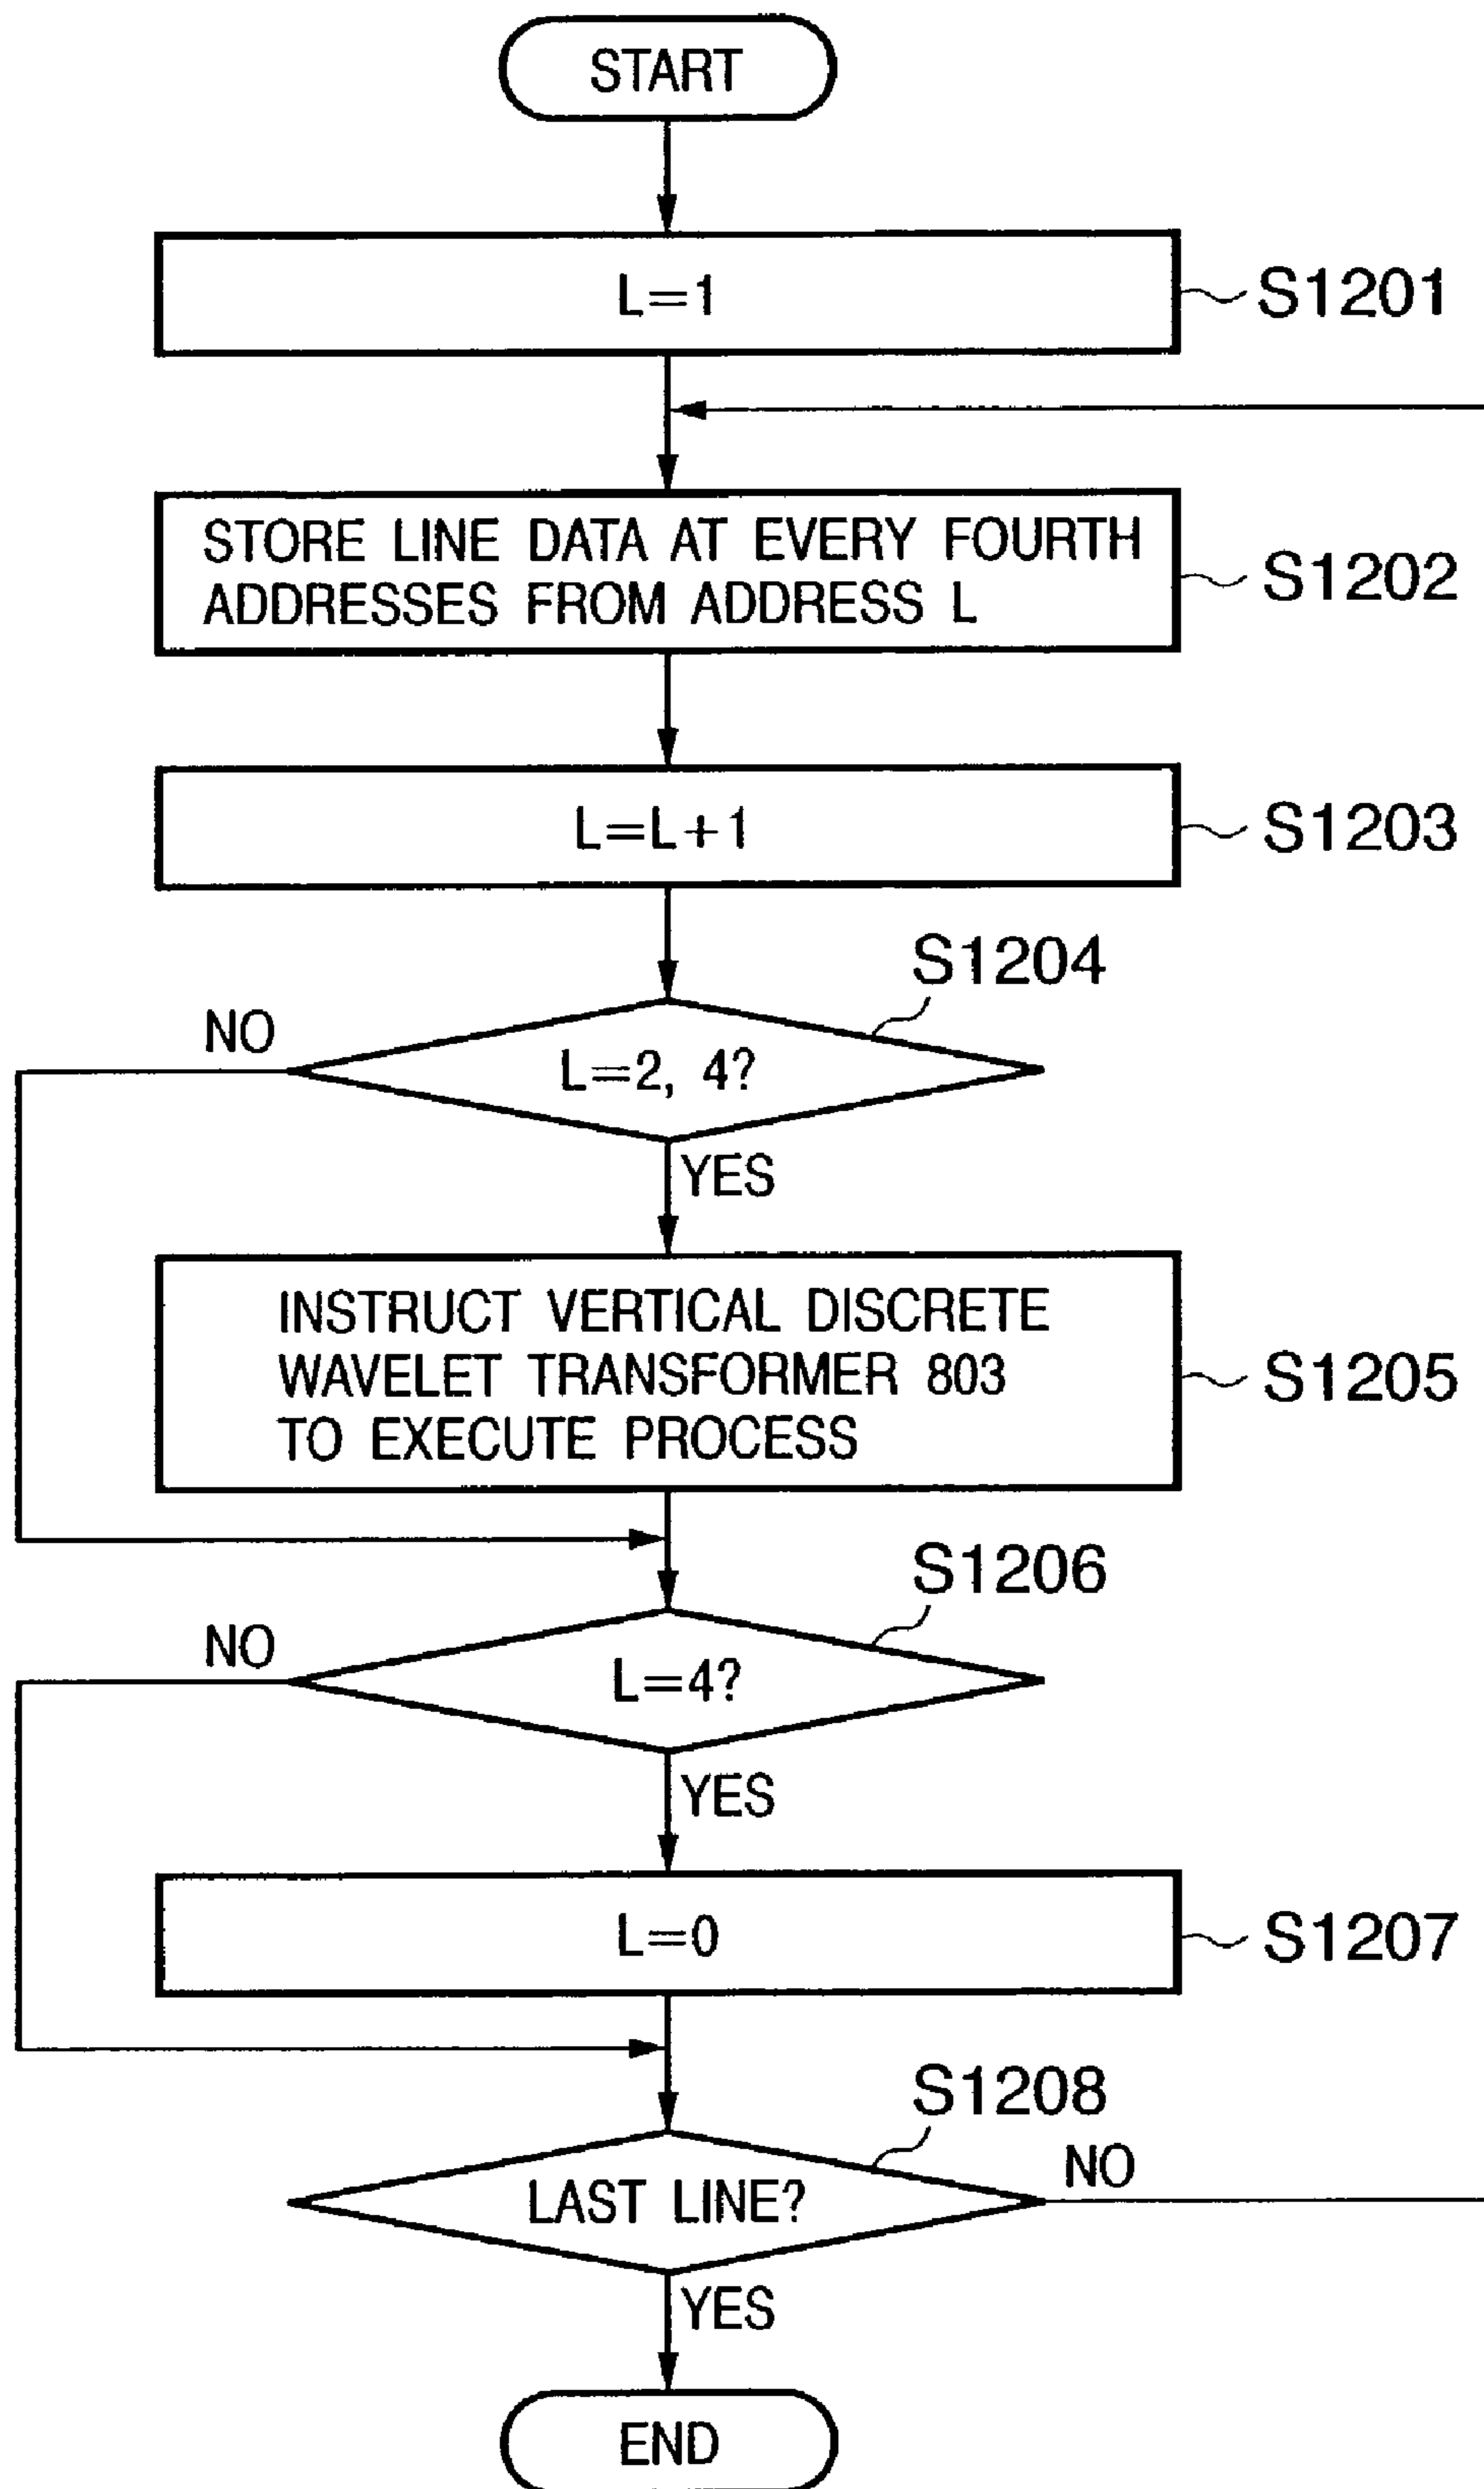 START
L=1
S1201
STORE LINE DATA AT EVERY FOURTH
ADDRESSES FROM ADDRESS L
S1202
L=L+1
S1203
S1204
NO
L=2, 4?
YES
INSTRUCT VERTICAL DISCRETE
WAVELET TRANSFORMER 803
TO EXECUTE PROCESS
S1205
S1206
NO
L=4?
YES
L=0
S1207
S1208
NO
LAST LINE?
YES
END